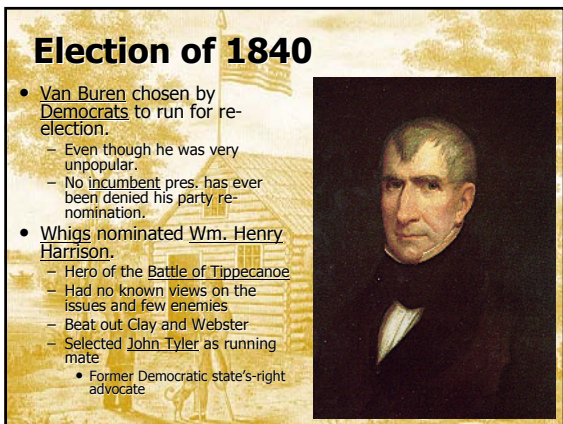 Election of 1840
• Van Buren chosen by
Democrats to run for re-
election.
– Even though he was very
unpopular.
– No incumbent pres. has ever
been denied his party re-
nomination.
• Whigs nominated Wm. Henry
Harrison.
– Hero of the Battle of Tippecanoe
– Had no known views on the
issues and few enemies
– Beat out Clay and Webster
– Selected John Tyler as running
mate
• Former Democratic state's-right
advocate